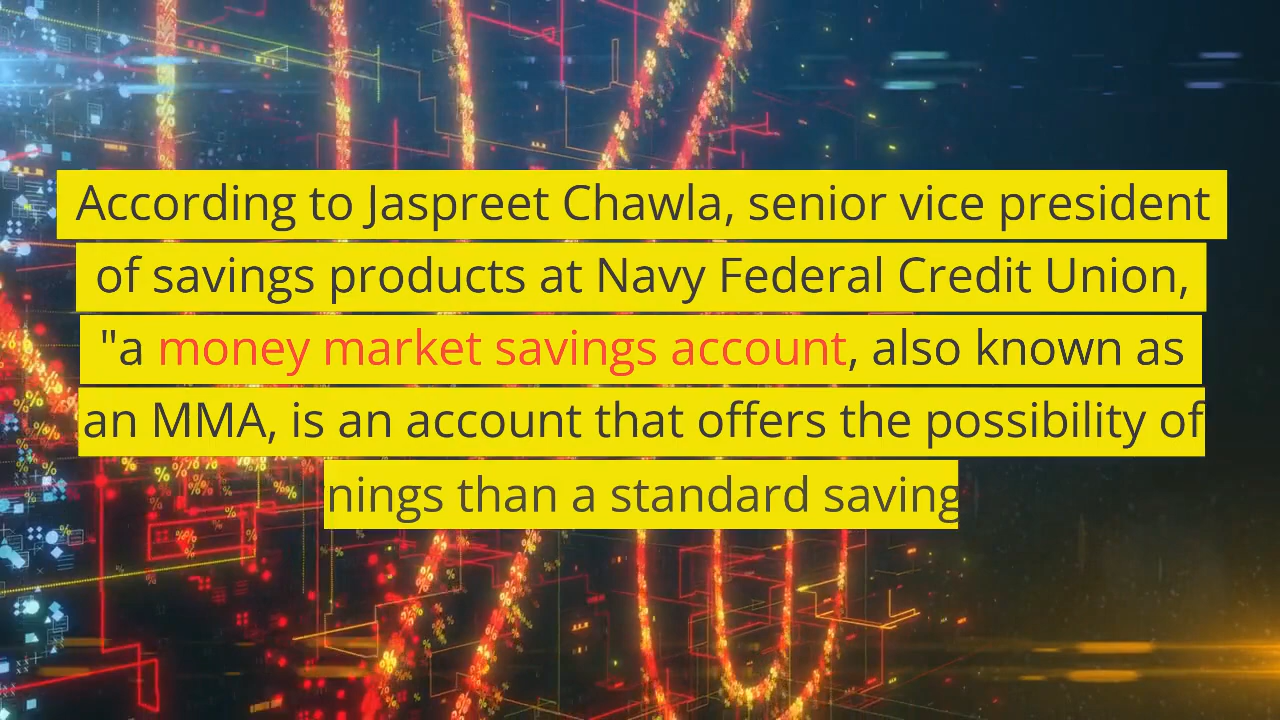 According to Jaspreet Chawla, senior vice president
of savings products at Navy Federal Credit Union,
"a money market savings account, also known as
an MMA, is an account that offers the possibility of
nings than a standard saving